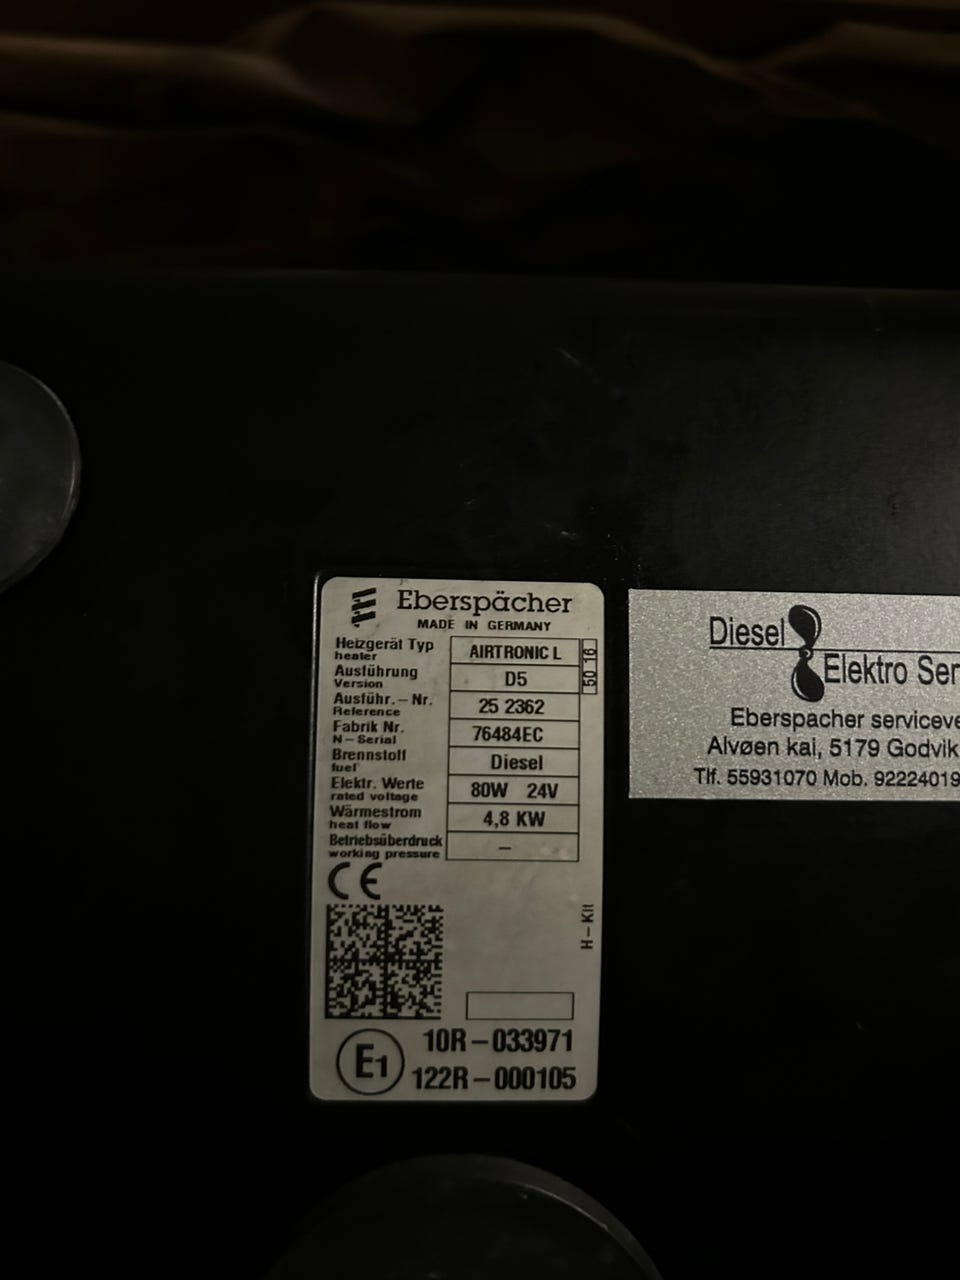 Eberspächer
MADE IN GERMANY
Heizgerät Typ
heater
AIRTRONIC L
50 16
Ausführung
Version
D5
Ausführ. – Nr.
Reference
25 2362
Fabrik Nr.
N – Serial
76484EC
Brennstoff
fuel
Diesel
Elektr. Werte
rated voltage
80W 24V
Wärmestrom
heat flow
4,8 KW
Betriebsüberdruck
working pressure
–
CE
H – Kit
E1
10R – 033971
122R – 000105
Diesel
Elektro Ser
Eberspacher serviceve
Alvøen kai, 5179 Godvik
Tlf. 55931070 Mob. 92224019